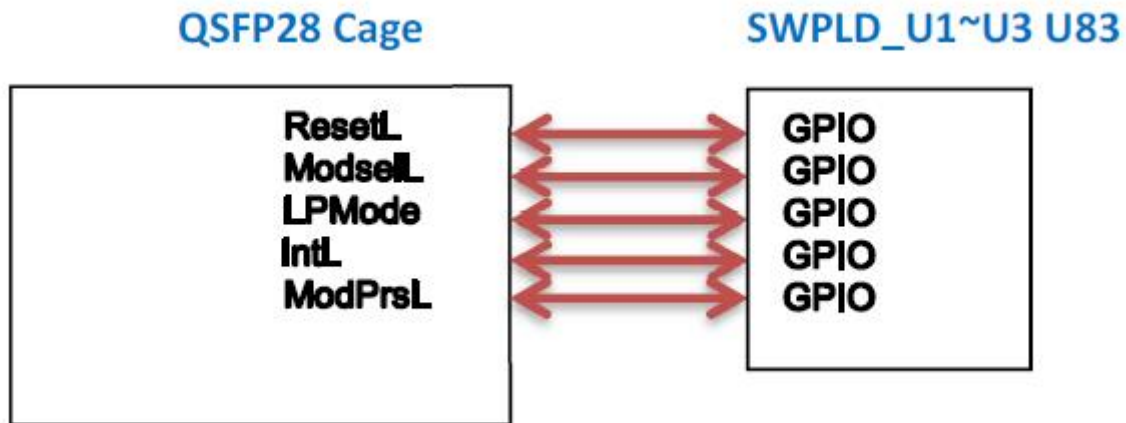 QSFP28 Cage SWPLD_U1~U3 U83
ResetL GPIO
ModselL GPIO
LPMode GPIO
IntL GPIO
ModPrsL GPIO